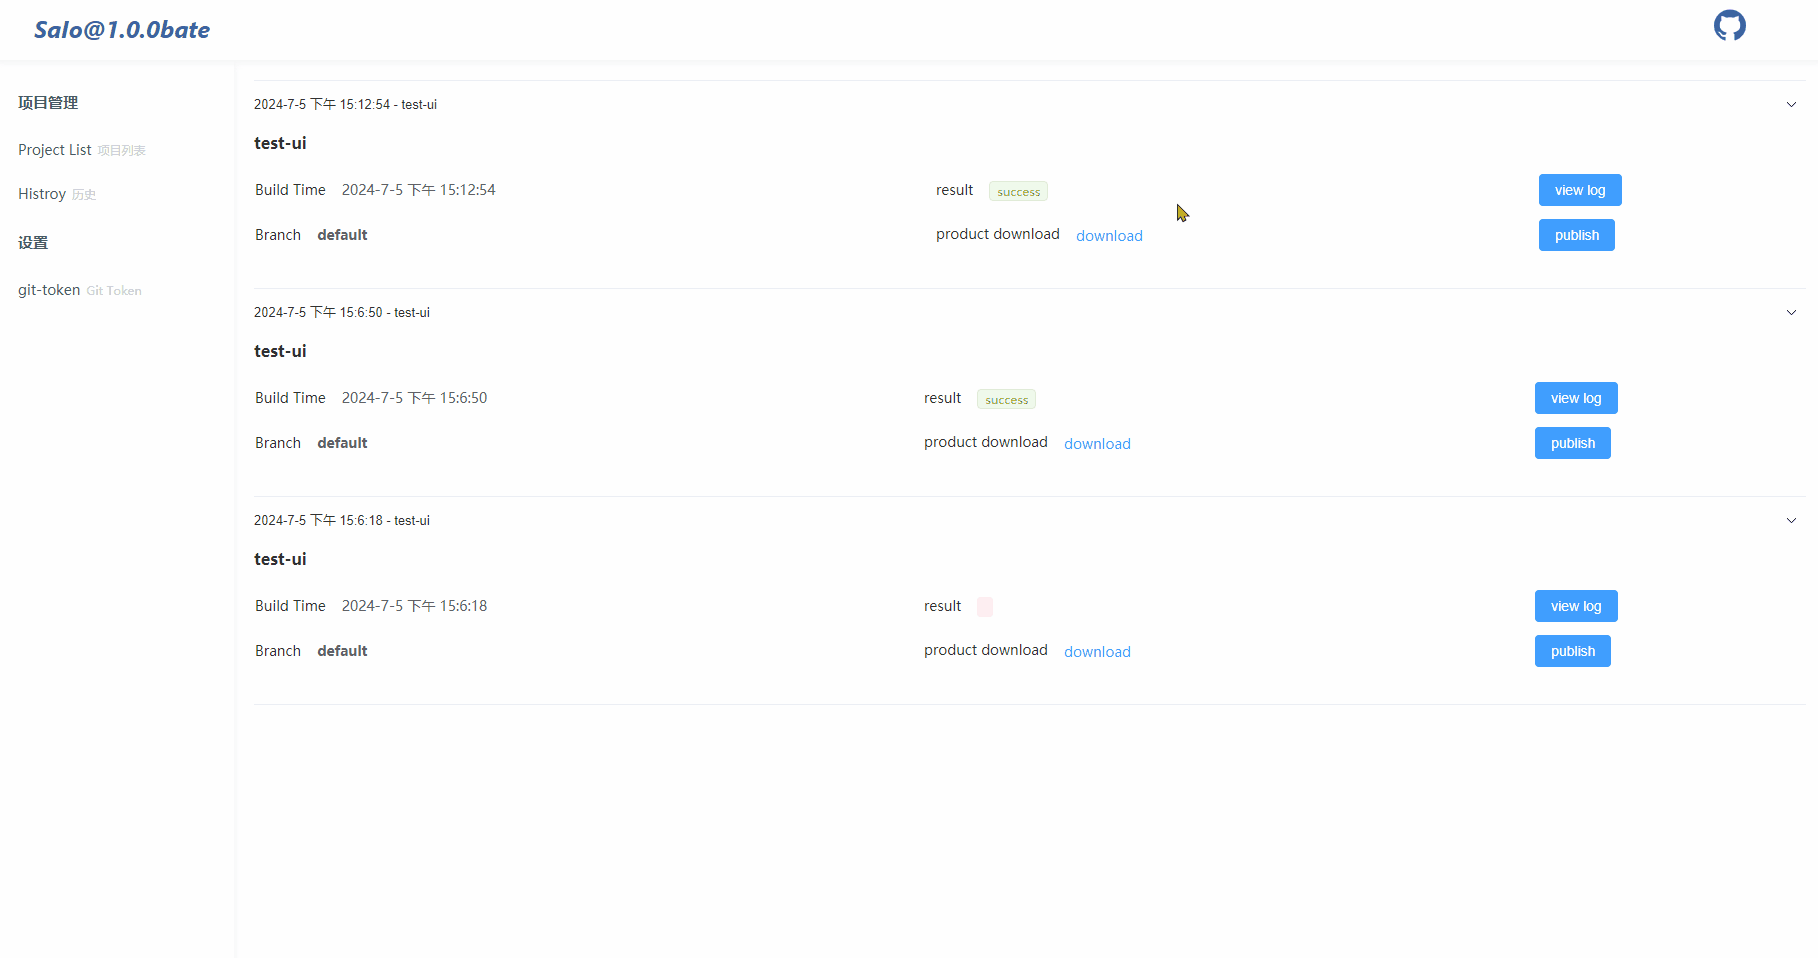 Salo@1.0.0bate
项目管理
Project List 项目列表
Histroy 历史
设置
git-token Git Token
2024-7-5 下午 15:12:54 - test-ui
test-ui
Build Time 2024-7-5 下午 15:12:54 result success view log
Branch default product download download publish
2024-7-5 下午 15:6:50 - test-ui
test-ui
Build Time 2024-7-5 下午 15:6:50 result success view log
Branch default product download download publish
2024-7-5 下午 15:6:18 - test-ui
test-ui
Build Time 2024-7-5 下午 15:6:18 result view log
Branch default product download download publish